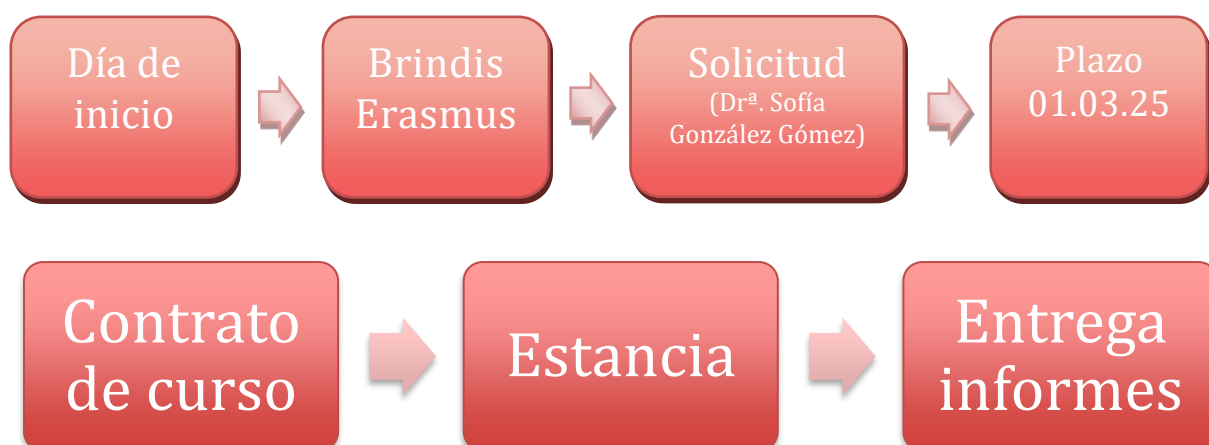 Día de
inicio
Brindis
Erasmus
Solicitud
(Drª. Sofía
González Gómez)
Plazo
01.03.25
Contrato
de curso
Estancia
Entrega
informes